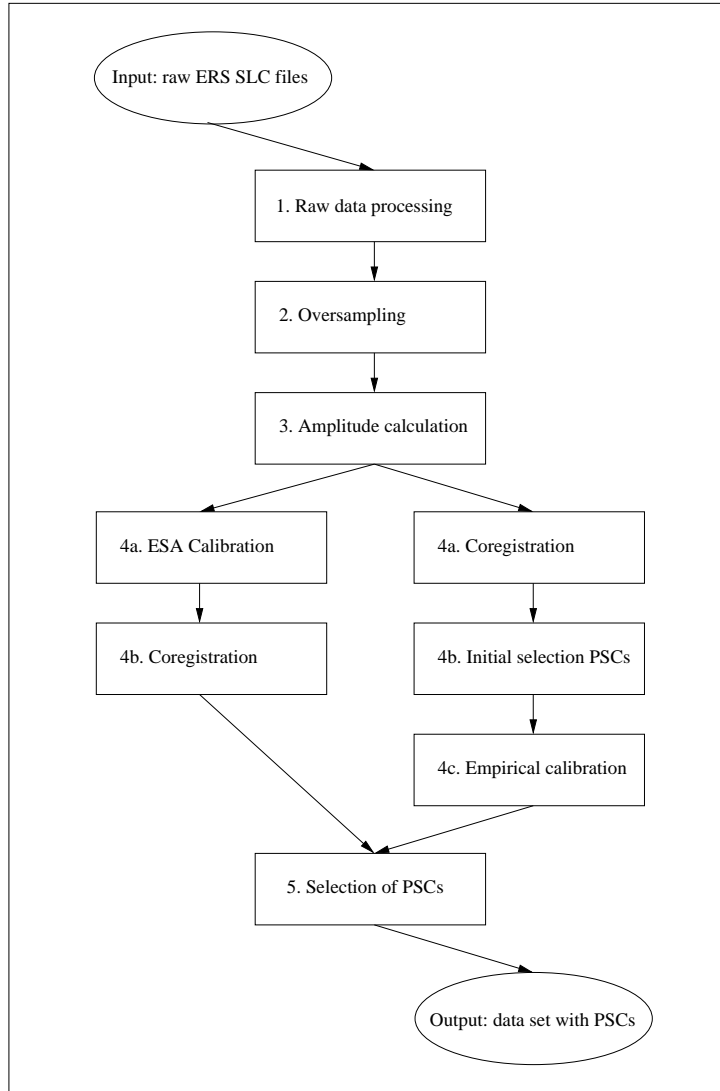 Input: raw ERS SLC files
1. Raw data processing
2. Oversampling
3. Amplitude calculation
4a. ESA Calibration
4a. Coregistration
4b. Coregistration
4b. Initial selection PSCs
4c. Empirical calibration
5. Selection of PSCs
Output: data set with PSCs